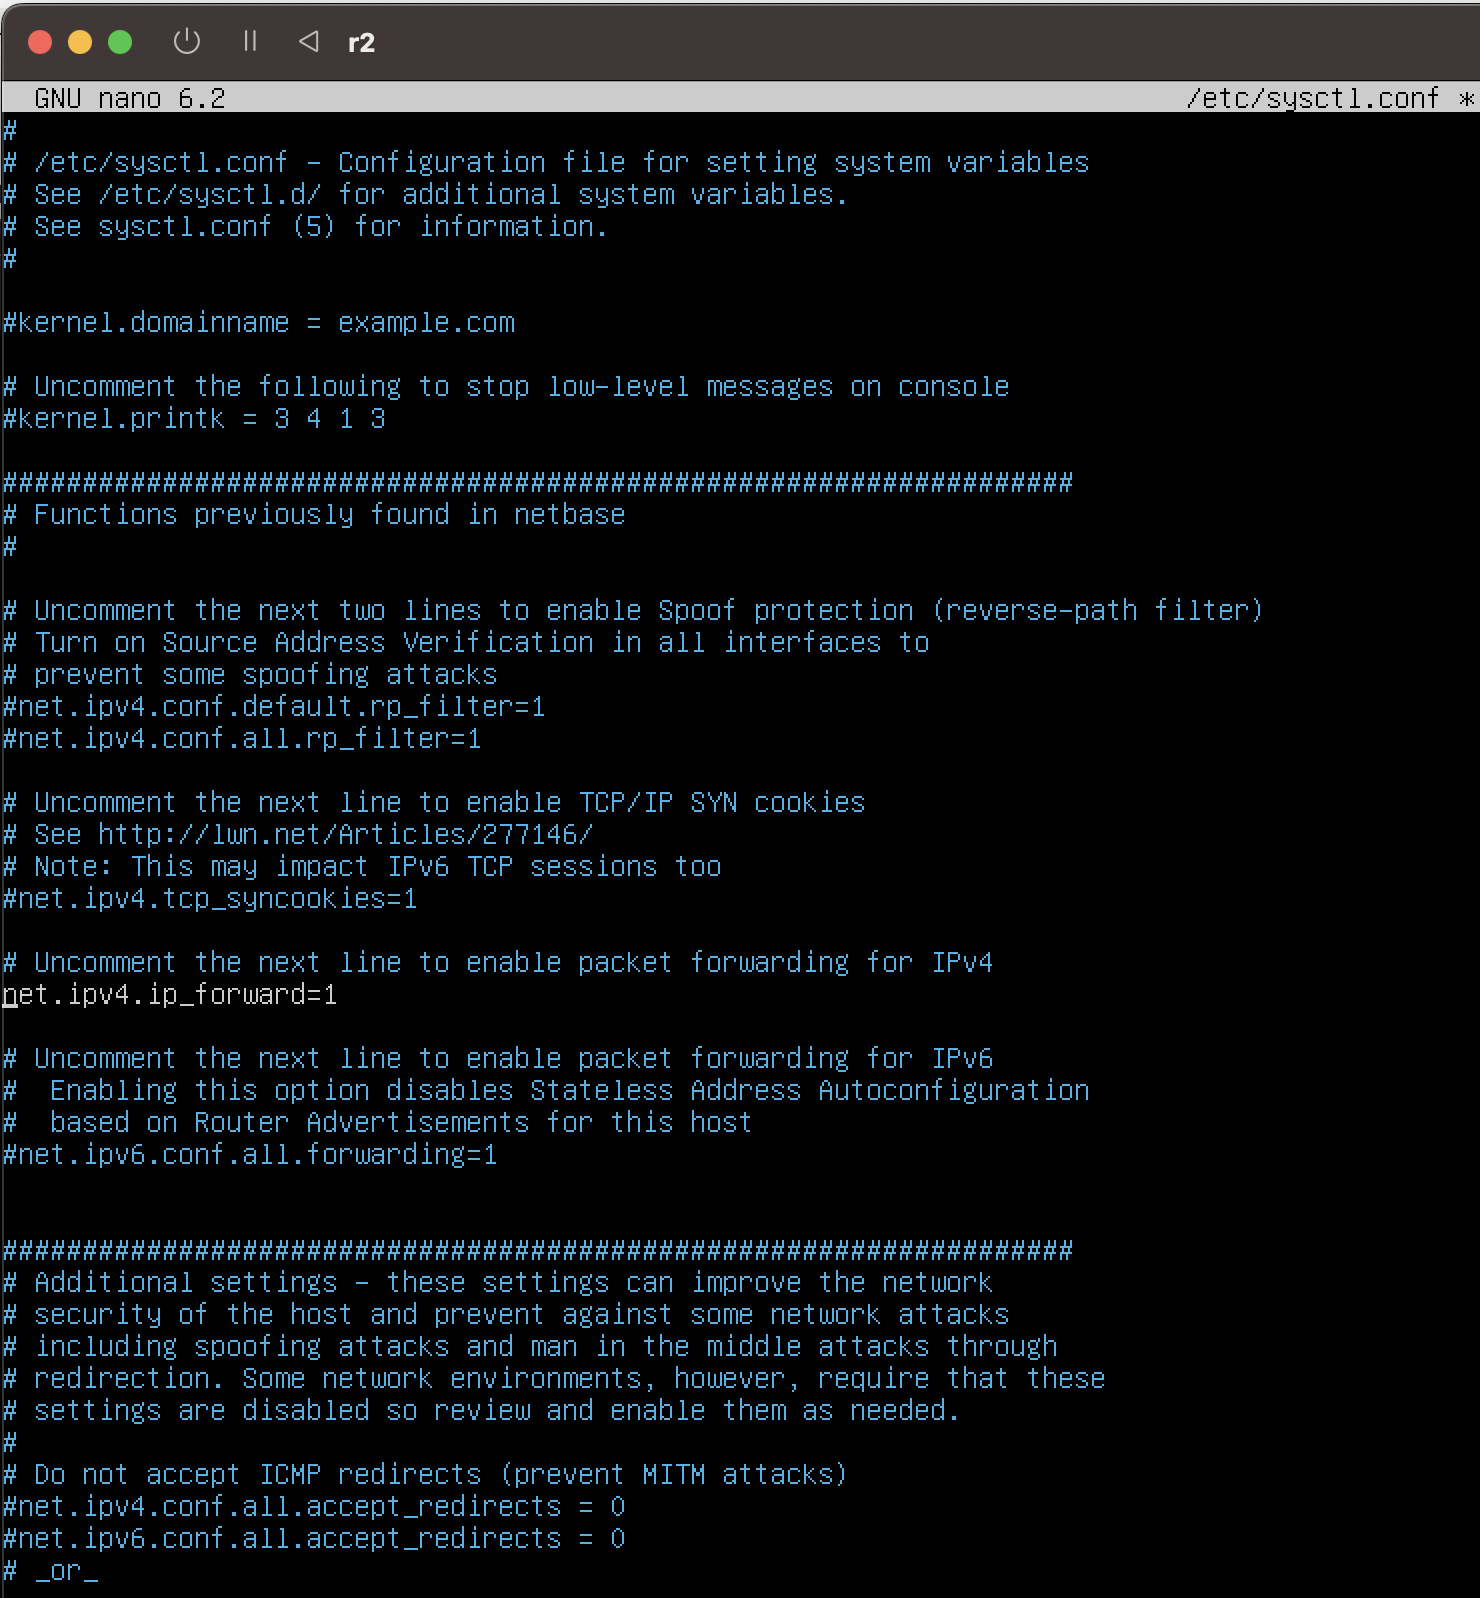 r2
GNU nano 6.2 /etc/sysctl.conf *
#
# /etc/sysctl.conf - Configuration file for setting system variables
# See /etc/sysctl.d/ for additional system variables.
# See sysctl.conf (5) for information.
#
#kernel.domainname = example.com
# Uncomment the following to stop low-level messages on console
#kernel.printk = 3 4 1 3
###################################################################
# Functions previously found in netbase
#
# Uncomment the next two lines to enable Spoof protection (reverse-path filter)
# Turn on Source Address Verification in all interfaces to
# prevent some spoofing attacks
#net.ipv4.conf.default.rp_filter=1
#net.ipv4.conf.all.rp_filter=1
# Uncomment the next line to enable TCP/IP SYN cookies
# See http://lwn.net/Articles/277146/
# Note: This may impact IPv6 TCP sessions too
#net.ipv4.tcp_syncookies=1
# Uncomment the next line to enable packet forwarding for IPv4
net.ipv4.ip_forward=1
# Uncomment the next line to enable packet forwarding for IPv6
#  Enabling this option disables Stateless Address Autoconfiguration
#  based on Router Advertisements for this host
#net.ipv6.conf.all.forwarding=1
###################################################################
# Additional settings - these settings can improve the network
# security of the host and prevent against some network attacks
# including spoofing attacks and man in the middle attacks through
# redirection. Some network environments, however, require that these
# settings are disabled so review and enable them as needed.
#
# Do not accept ICMP redirects (prevent MITM attacks)
#net.ipv4.conf.all.accept_redirects = 0
#net.ipv6.conf.all.accept_redirects = 0
# _or_